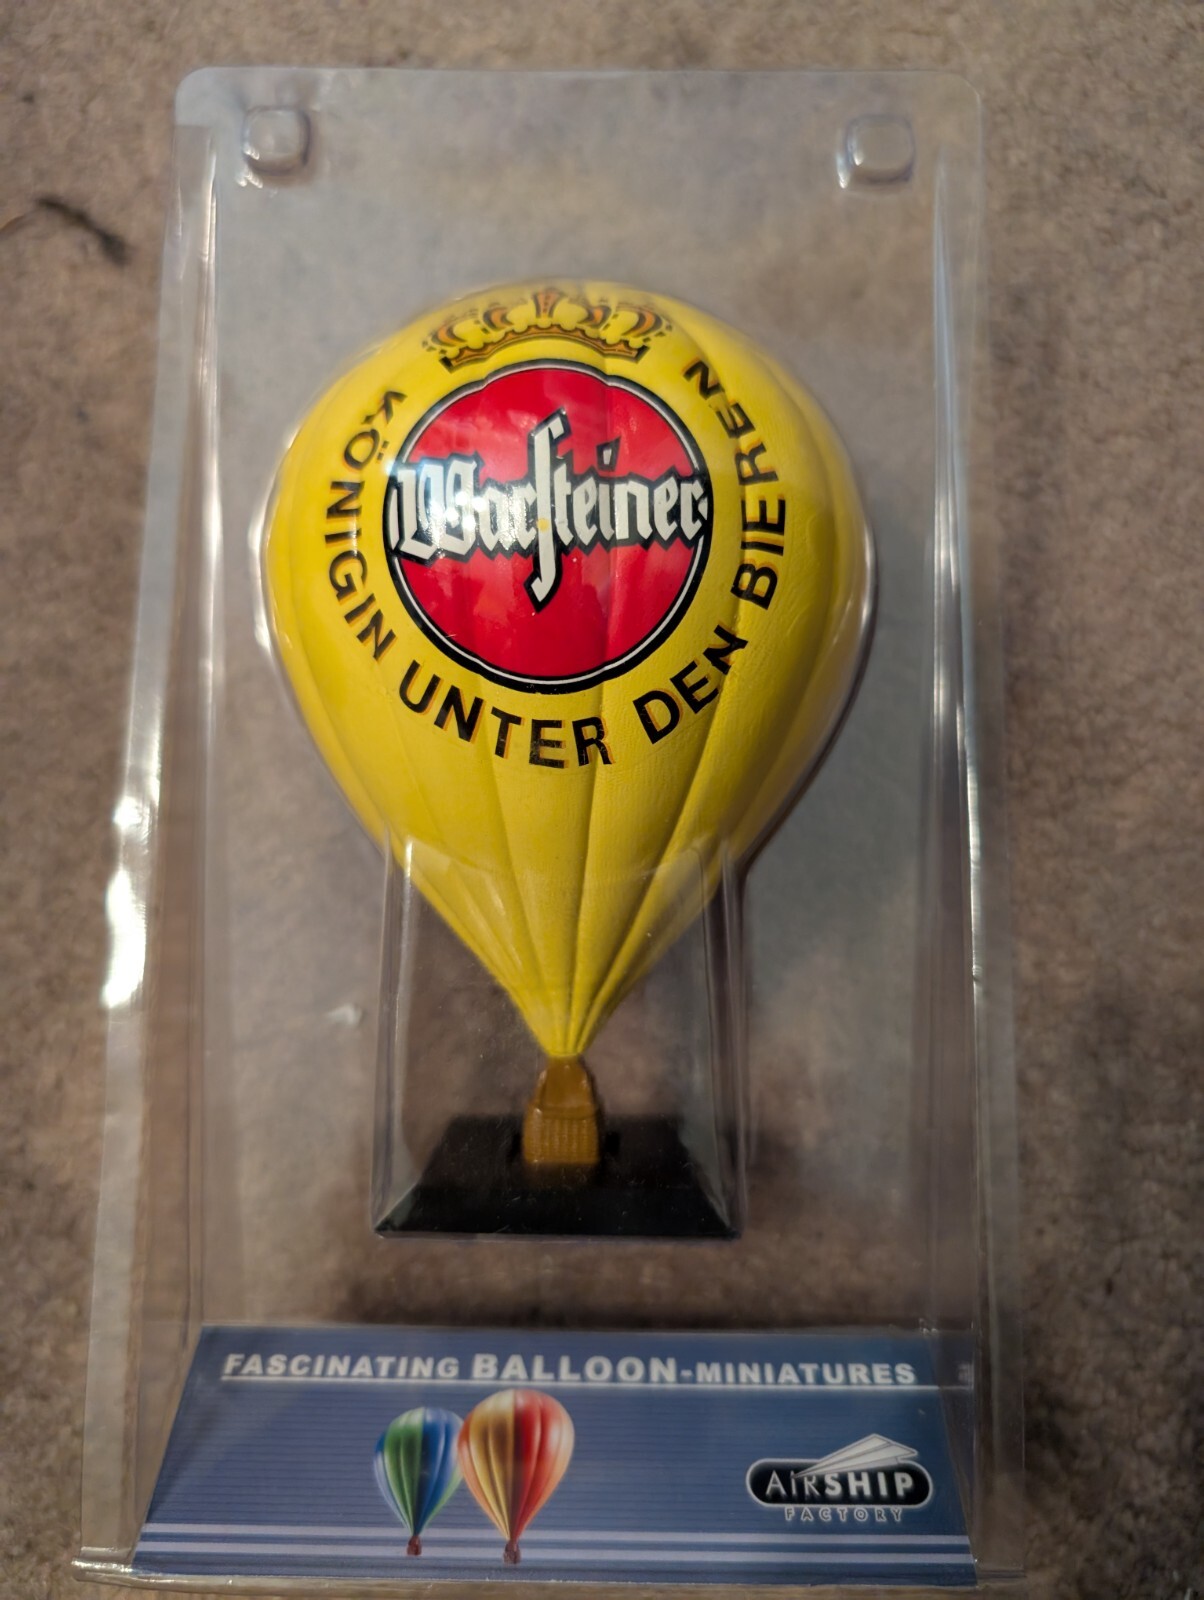 Warsteiner
KÖNIGIN UNTER DEN BIEREN
FASCINATING BALLOON-MINIATURES
AIRSHIP
FACTORY